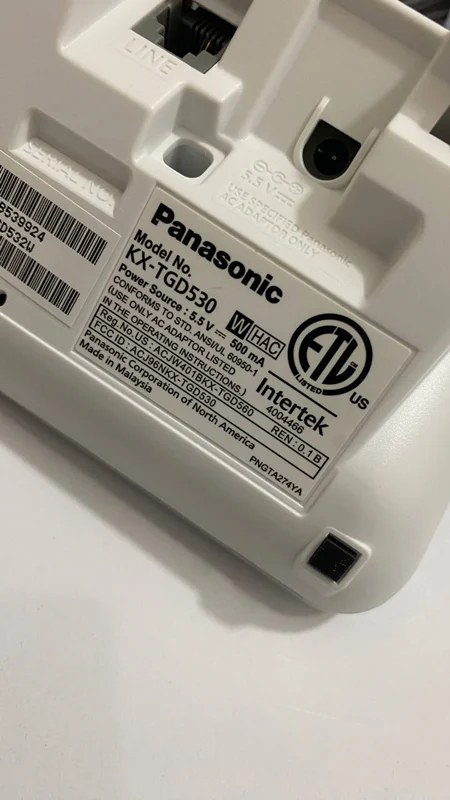 LINE
SERIAL NO.
5.5 V
USE SPECIFIED Panasonic
AC ADAPTOR ONLY
539924
D532W
Panasonic
Model No.
KX-TGD530
W HAC
Power Source : 5.5 V 500 mA
CONFORMS TO STD. ANSI/UL 60950-1
(USE ONLY AC ADAPTOR LISTED
IN THE OPERATING INSTRUCTIONS.)
ETL
LISTED
US
Intertek
4004466
Reg.No.US : ACJW401BKX-TGD560 REN : 0.1 B
FCC ID : ACJ96NKX-TGD530
Panasonic Corporation of North America
Made in Malaysia
PNGTA274YA